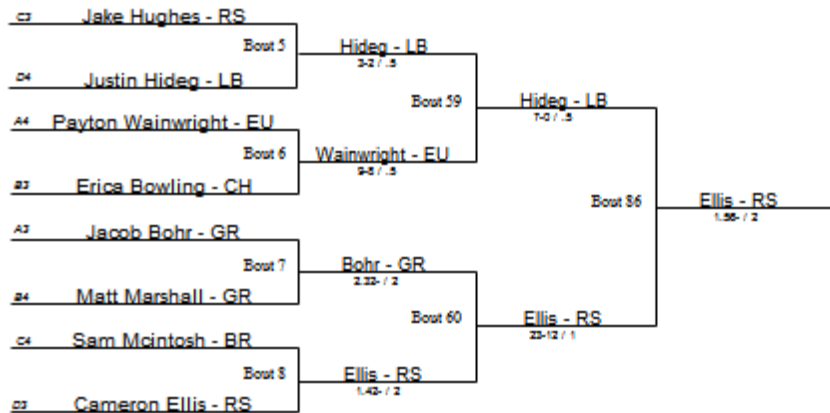 C3 Jake Hughes - RS
Bout 5
D4 Justin Hideg - LB
Hideg - LB
3-2 / .5
A4 Payton Wainwright - EU
Bout 6
B3 Erica Bowling - CH
Wainwright - EU
9-8 / .5
Bout 59
Hideg - LB
7-0 / .5
A3 Jacob Bohr - GR
Bout 7
B4 Matt Marshall - GR
Bohr - GR
2.32- / 2
C4 Sam Mcintosh - BR
Bout 8
D3 Cameron Ellis - RS
Ellis - RS
1.42- / 2
Bout 60
Ellis - RS
23-12 / 1
Bout 86
Ellis - RS
1.56- / 2